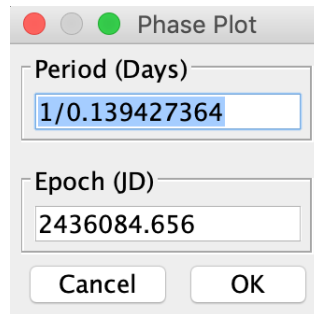 Phase Plot
Period (Days)
1/0.139427364
Epoch (JD)
2436084.656
Cancel OK